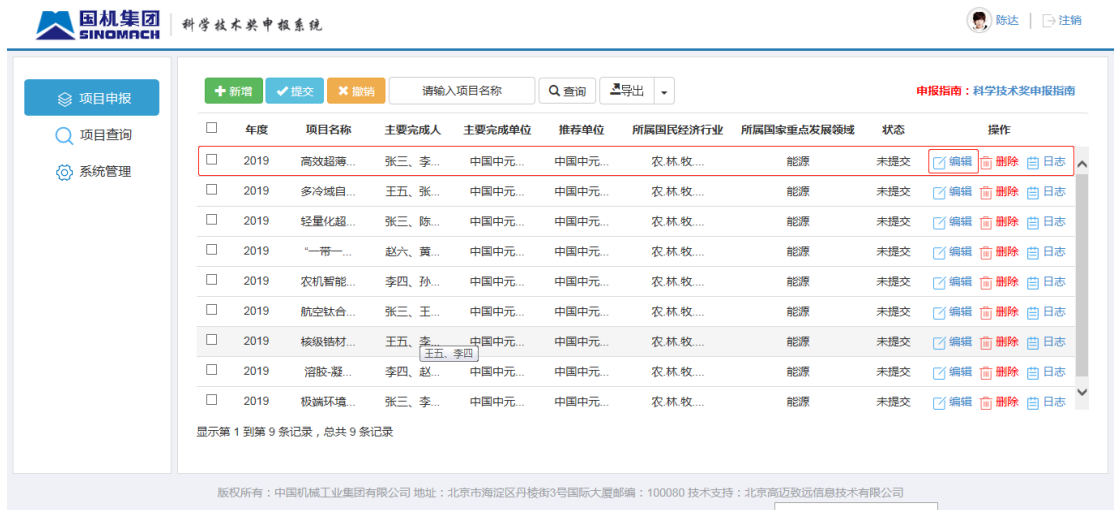 国机集团 SINOMACH 科学技术奖申报系统 陈达 注销
项目申报
项目查询
系统管理
新增 提交 撤销 请输入项目名称 查询 导出 申报指南：科学技术奖申报指南
年度 项目名称 主要完成人 主要完成单位 推荐单位 所属国民经济行业 所属国家重点发展领域 状态 操作
2019 高效超薄... 张三、李... 中国中元... 中国中元... 农.林.牧.... 能源 未提交 编辑 删除 日志
2019 多冷域自... 王五、张... 中国中元... 中国中元... 农.林.牧.... 能源 未提交 编辑 删除 日志
2019 轻量化超... 张三、陈... 中国中元... 中国中元... 农.林.牧.... 能源 未提交 编辑 删除 日志
2019 “一带一... 赵六、黄... 中国中元... 中国中元... 农.林.牧.... 能源 未提交 编辑 删除 日志
2019 农机智能... 李四、孙... 中国中元... 中国中元... 农.林.牧.... 能源 未提交 编辑 删除 日志
2019 航空钛合... 张三、王... 中国中元... 中国中元... 农.林.牧.... 能源 未提交 编辑 删除 日志
2019 核级锆材... 王五、李... 中国中元... 中国中元... 农.林.牧.... 能源 未提交 编辑 删除 日志
王五、李四
2019 溶胶-凝... 李四、赵... 中国中元... 中国中元... 农.林.牧.... 能源 未提交 编辑 删除 日志
2019 极端环境... 张三、李... 中国中元... 中国中元... 农.林.牧.... 能源 未提交 编辑 删除 日志
显示第 1 到第 9 条记录，总共 9 条记录
版权所有：中国机械工业集团有限公司 地址：北京市海淀区丹棱街3号国际大厦邮编：100080 技术支持：北京高迈致远信息技术有限公司